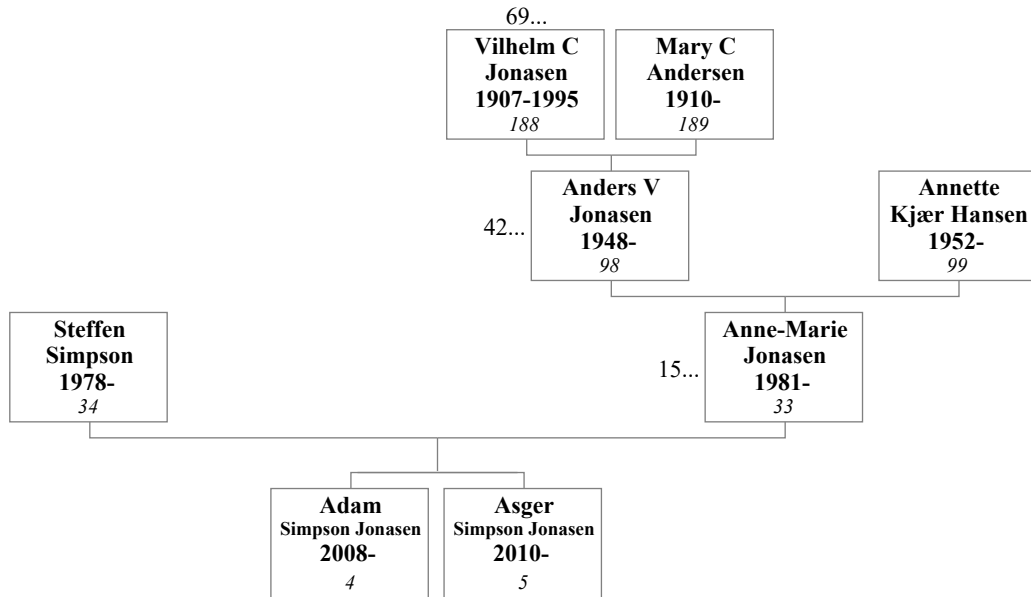 69...
Vilhelm C
Jonasen
1907-1995
188
Mary C
Andersen
1910-
189
42...
Anders V
Jonasen
1948-
98
Annette
Kjær Hansen
1952-
99
Steffen
Simpson
1978-
34
15...
Anne-Marie
Jonasen
1981-
33
Adam
Simpson Jonasen
2008-
4
Asger
Simpson Jonasen
2010-
5